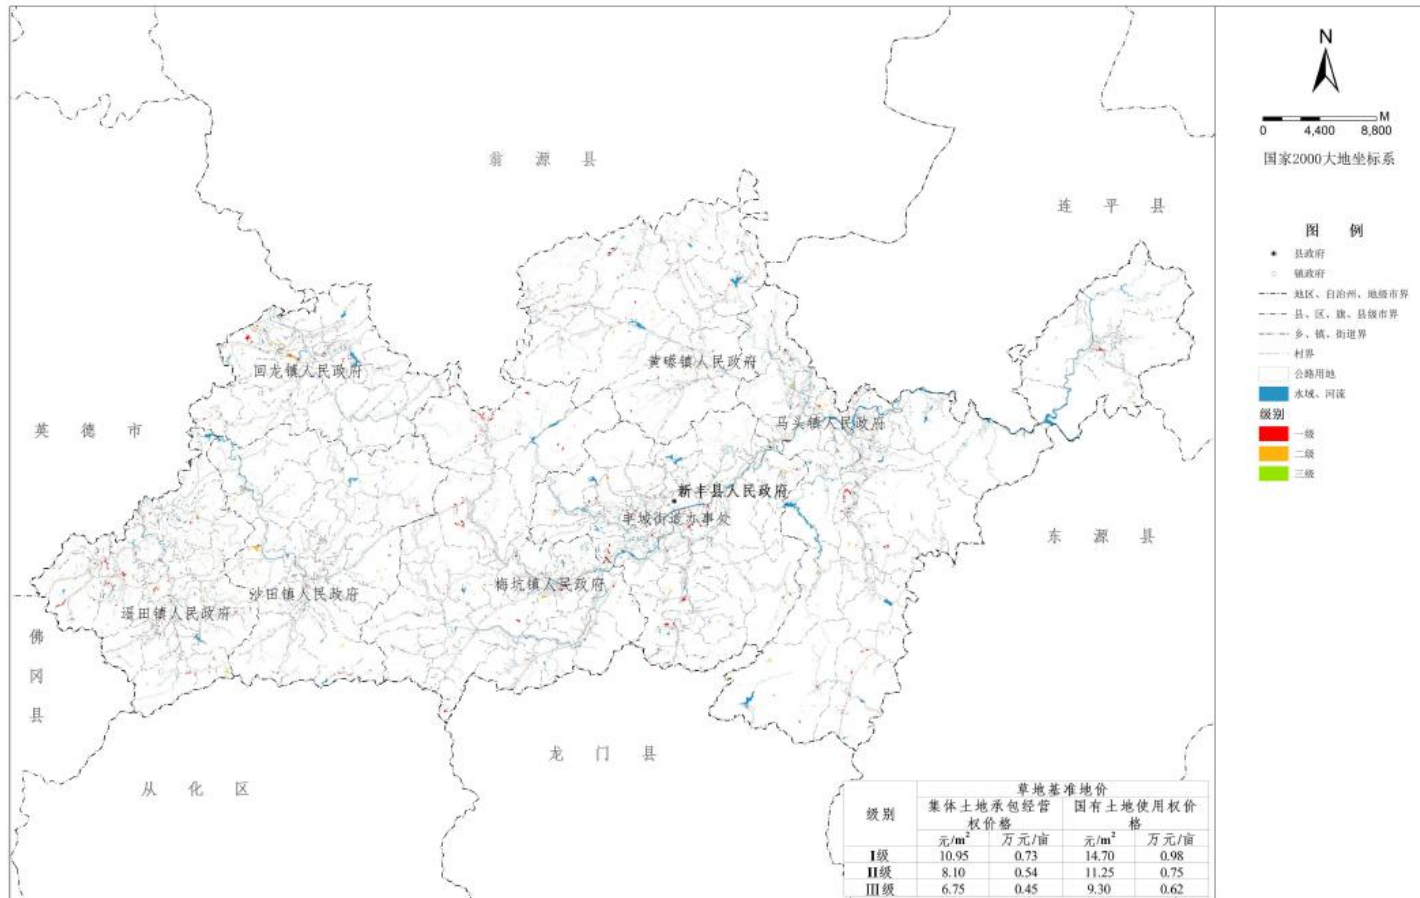 N
M
0 4,400 8,800
国家2000大地坐标系
翁源县
连平县
图例
县政府
镇政府
地区、自治州、地级市界
县、区、旗、县级市界
乡、镇、街道界
村界
公路用地
水域、河流
级别
一级
二级
三级
黄磜镇人民政府
回龙镇人民政府
马头镇人民政府
英德市
新丰县人民政府
丰城街道办事处
东源县
梅坑镇人民政府
沙田镇人民政府
遥田镇人民政府
佛冈县
龙门县
从化区
草地基准地价
级别 集体土地承包经营权价格 国有土地使用权价格
元/m² 万元/亩 元/m² 万元/亩
I级 10.95 0.73 14.70 0.98
II级 8.10 0.54 11.25 0.75
III级 6.75 0.45 9.30 0.62